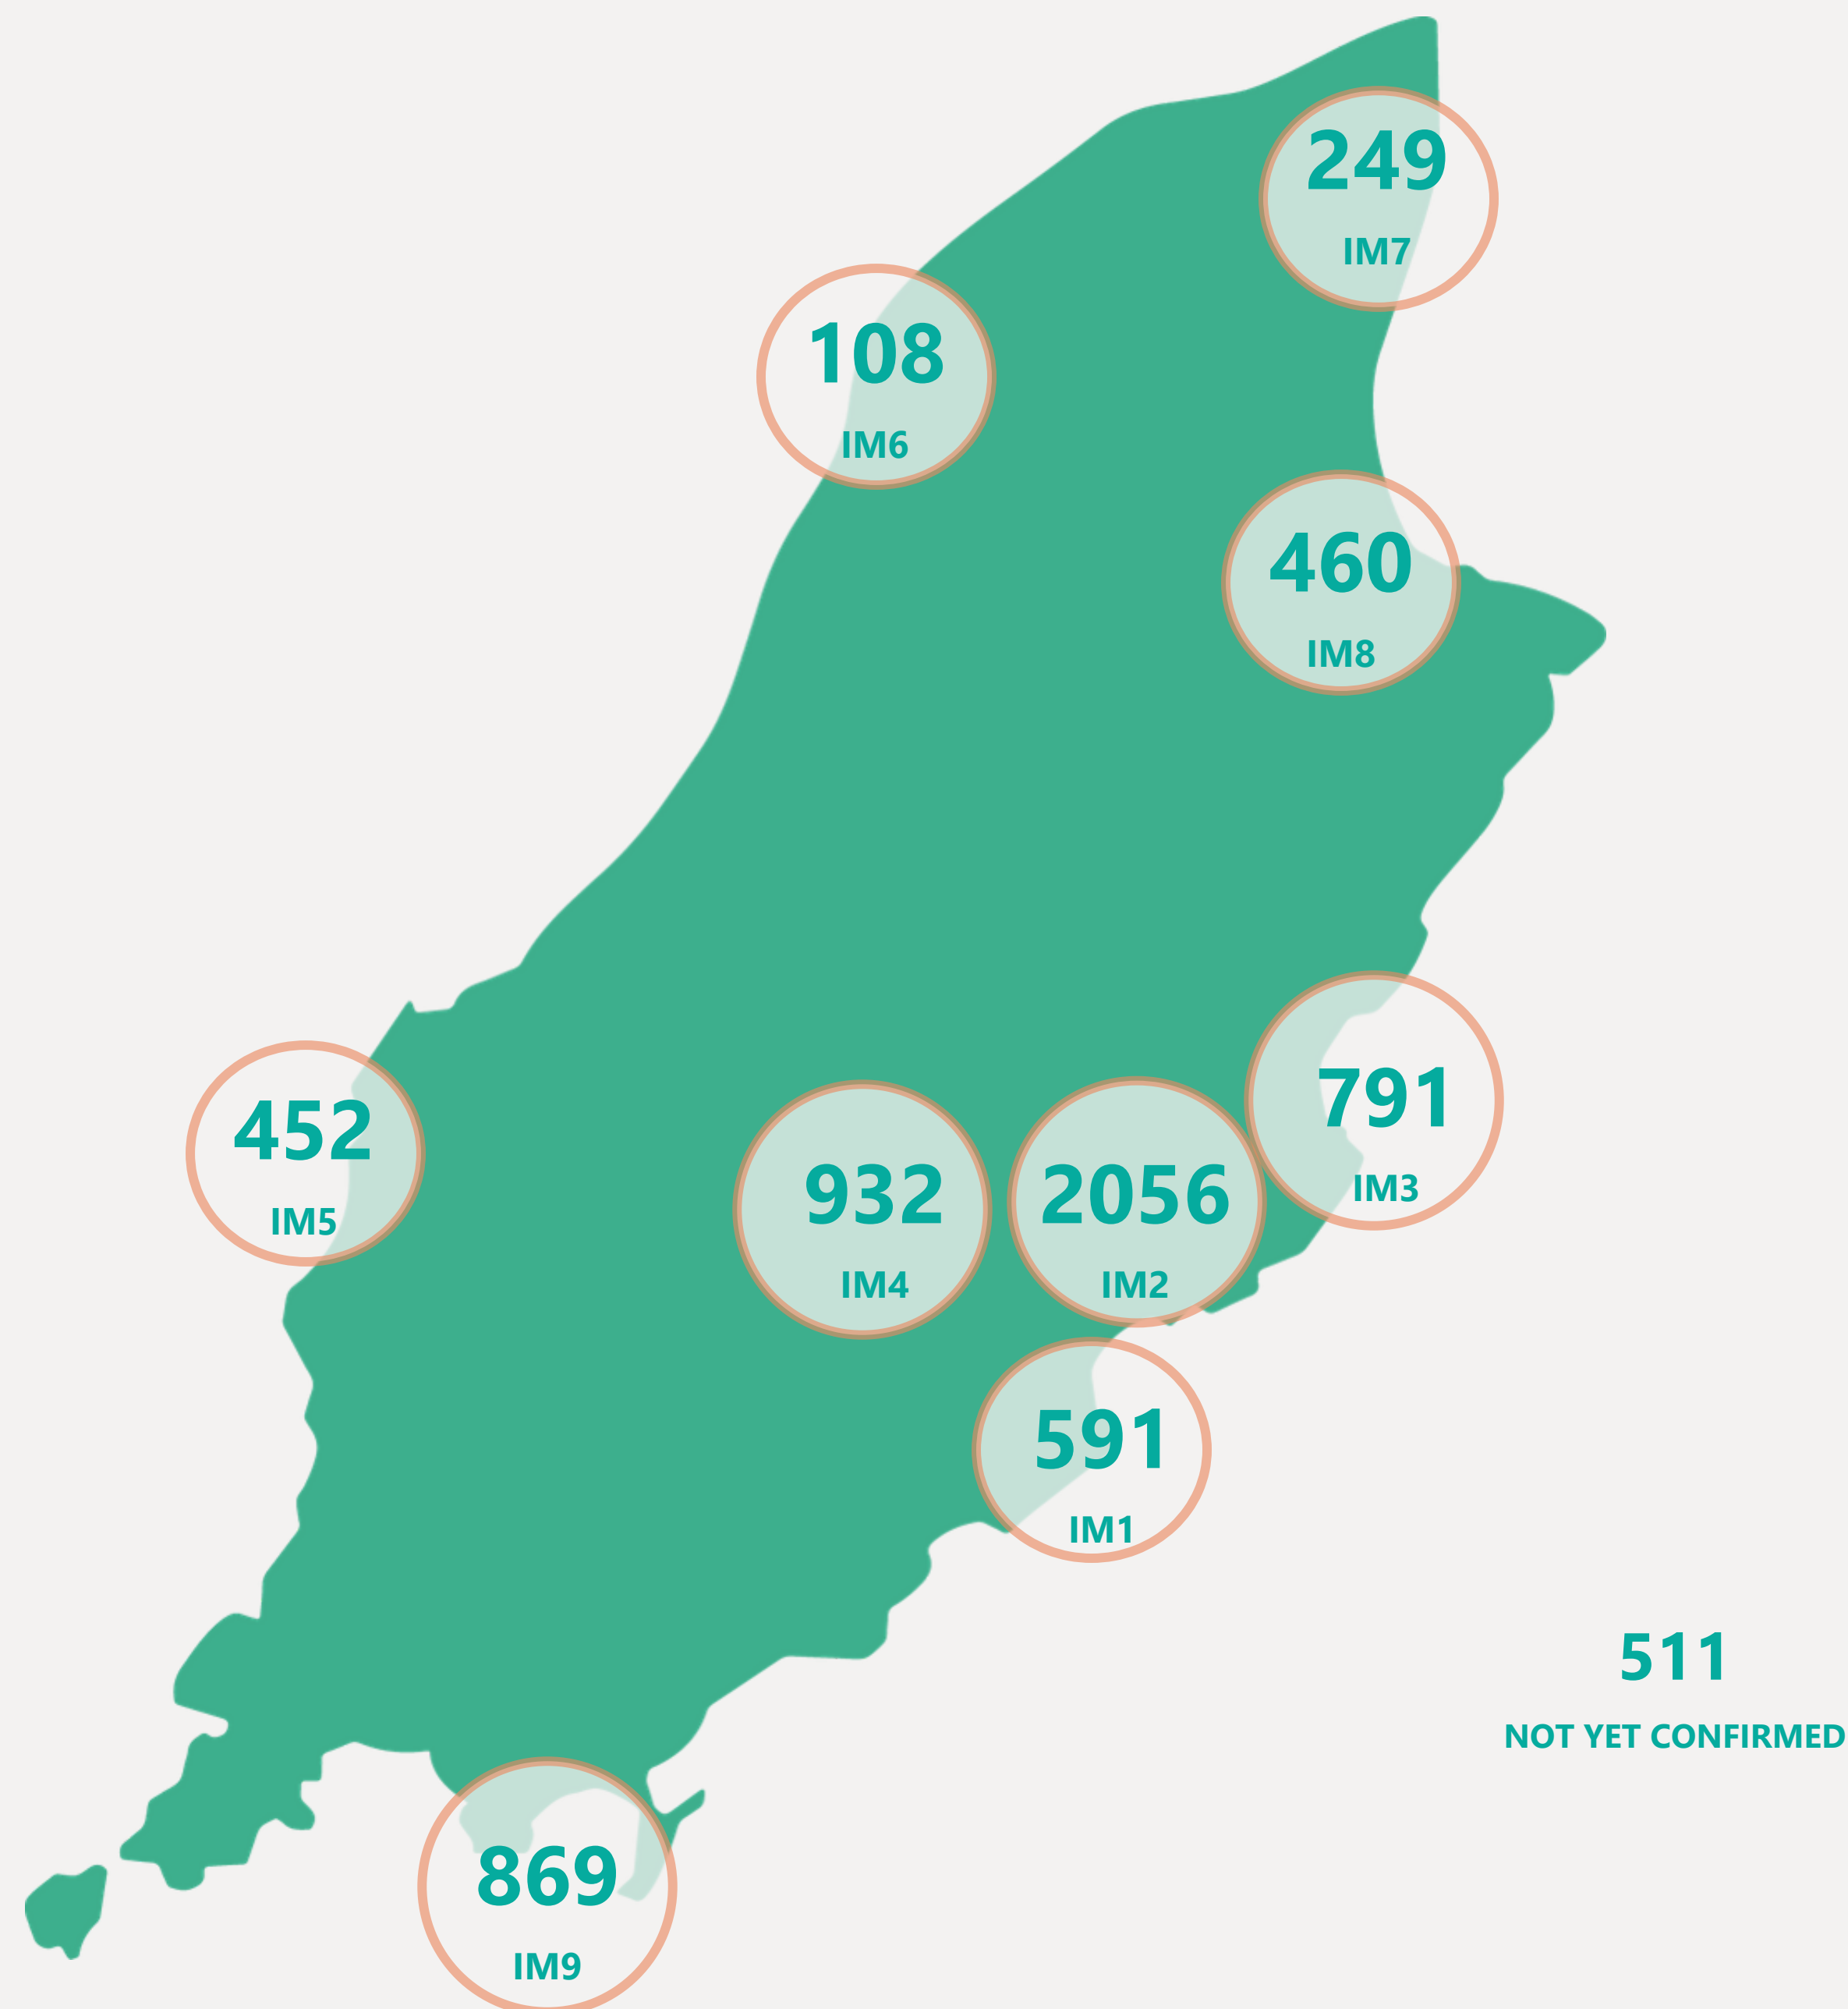 249
IM7
108
IM6
460
IM8
791
IM3
452
IM5
932
IM4
2056
IM2
591
IM1
511
NOT YET CONFIRMED
869
IM9